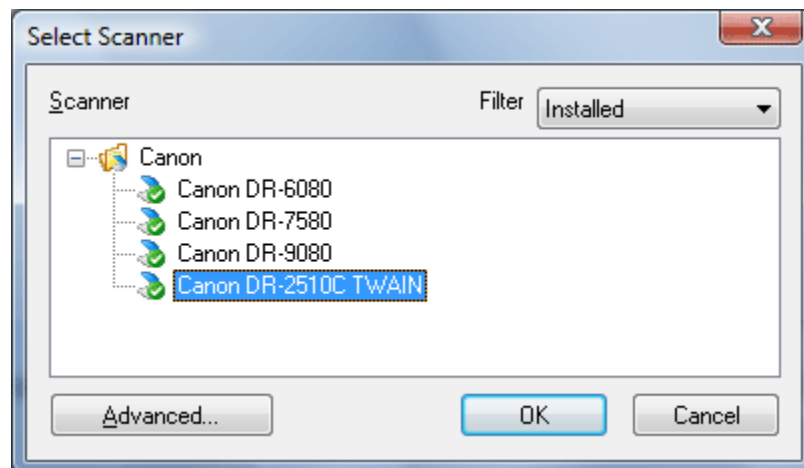 Select Scanner
Scanner Filter Installed
Canon
Canon DR-6080
Canon DR-7580
Canon DR-9080
Canon DR-2510C TWAIN
Advanced... OK Cancel